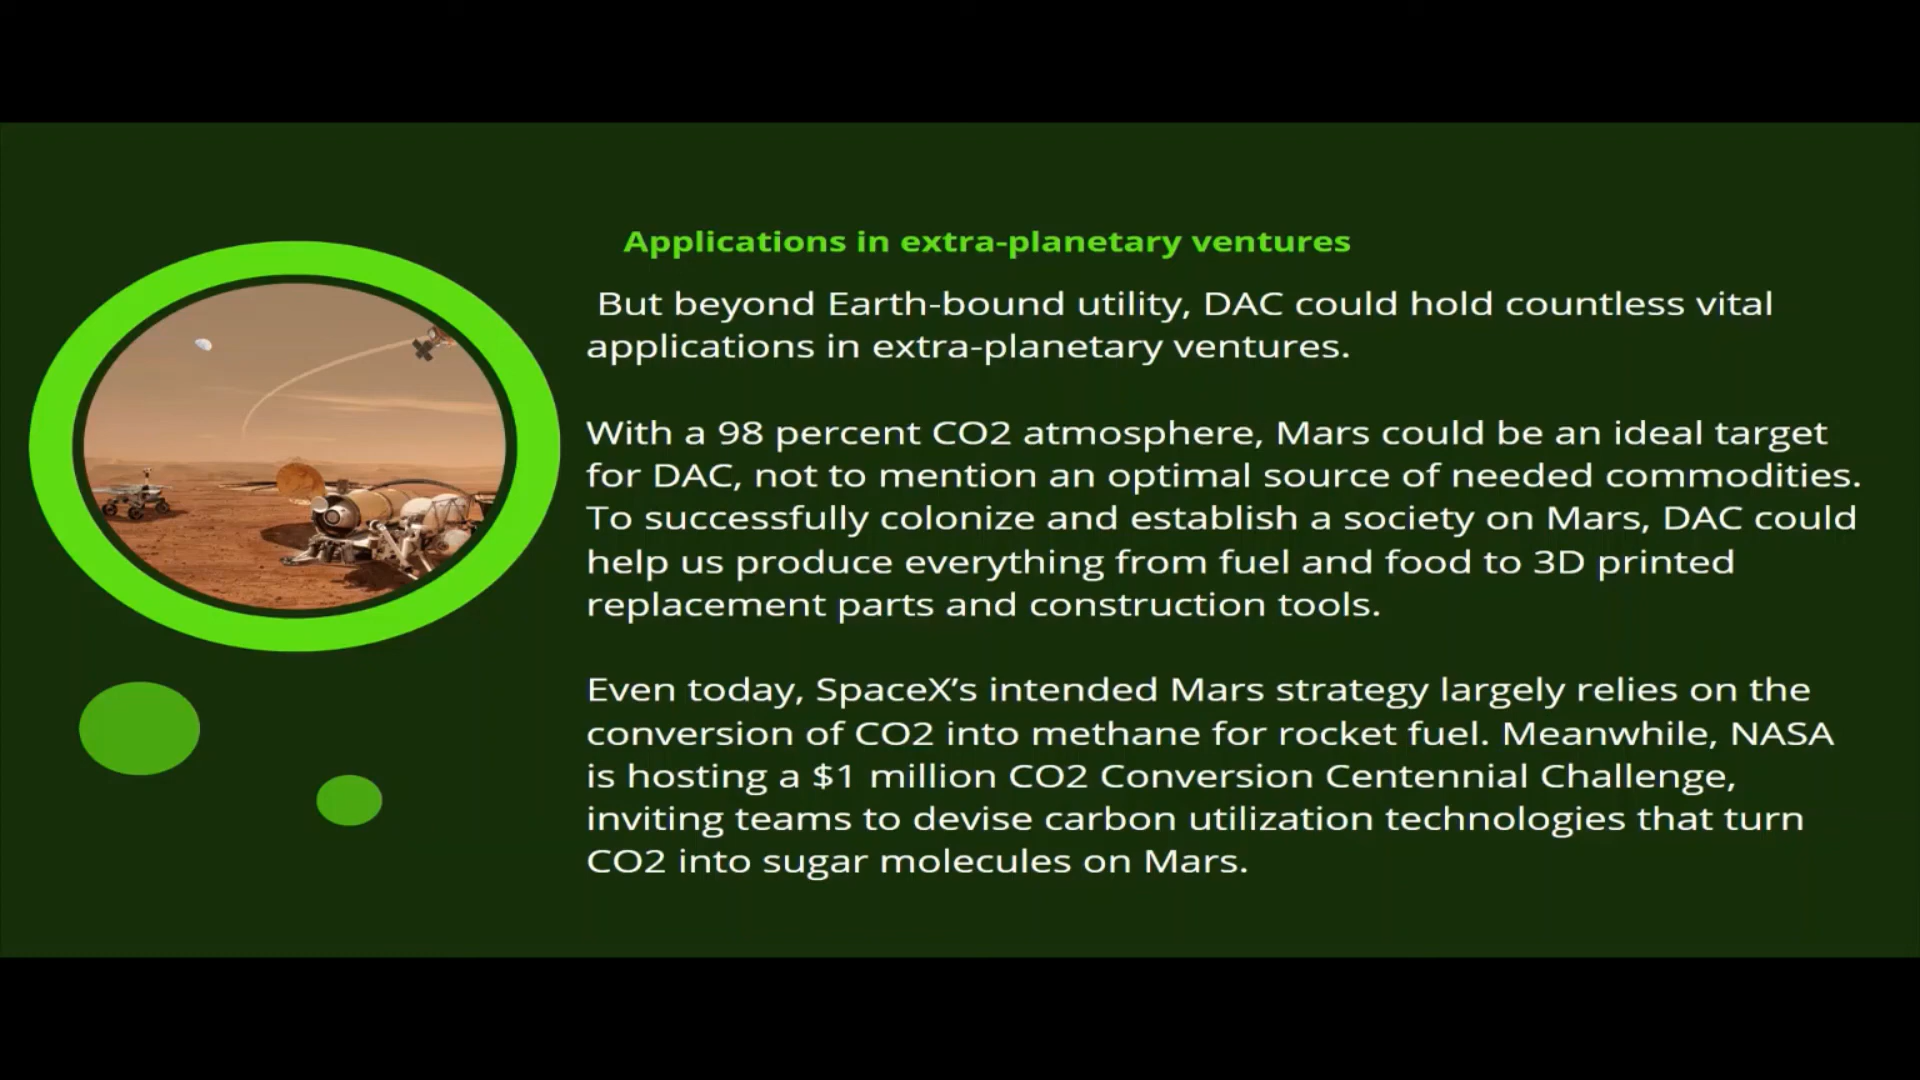 Applications in extra-planetary ventures
But beyond Earth-bound utility, DAC could hold countless vital
applications in extra-planetary ventures.
With a 98 percent CO2 atmosphere, Mars could be an ideal target
for DAC, not to mention an optimal source of needed commodities.
To successfully colonize and establish a society on Mars, DAC could
help us produce everything from fuel and food to 3D printed
replacement parts and construction tools.
Even today, SpaceX’s intended Mars strategy largely relies on the
conversion of CO2 into methane for rocket fuel. Meanwhile, NASA
is hosting a $1 million CO2 Conversion Centennial Challenge,
inviting teams to devise carbon utilization technologies that turn
CO2 into sugar molecules on Mars.